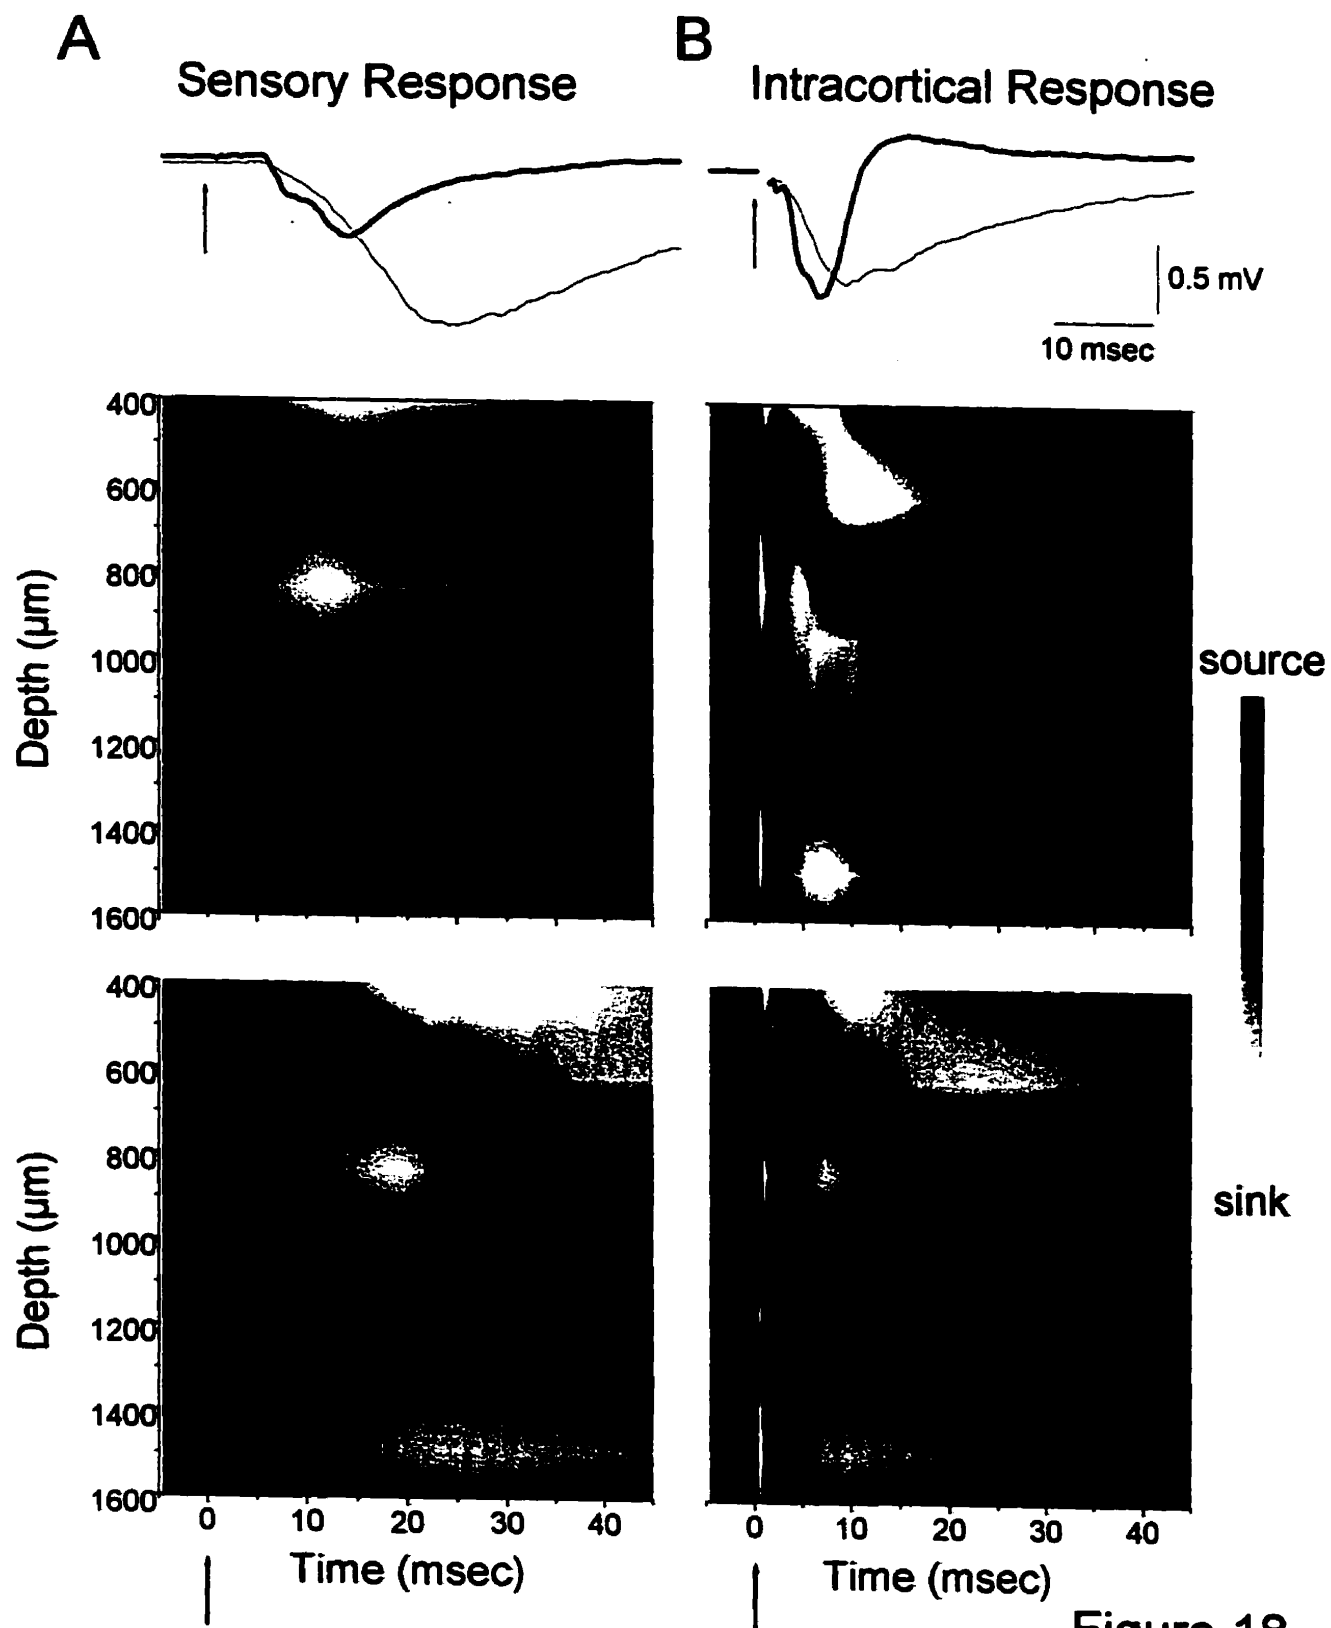 A
B
Sensory Response
Intracortical Response
0.5 mV
10 msec
400
600
800
1000
1200
1400
1600
Depth (µm)
source
sink
400
600
800
1000
1200
1400
1600
Depth (µm)
0 10 20 30 40
0 10 20 30 40
Time (msec)
Time (msec)
Figure 18